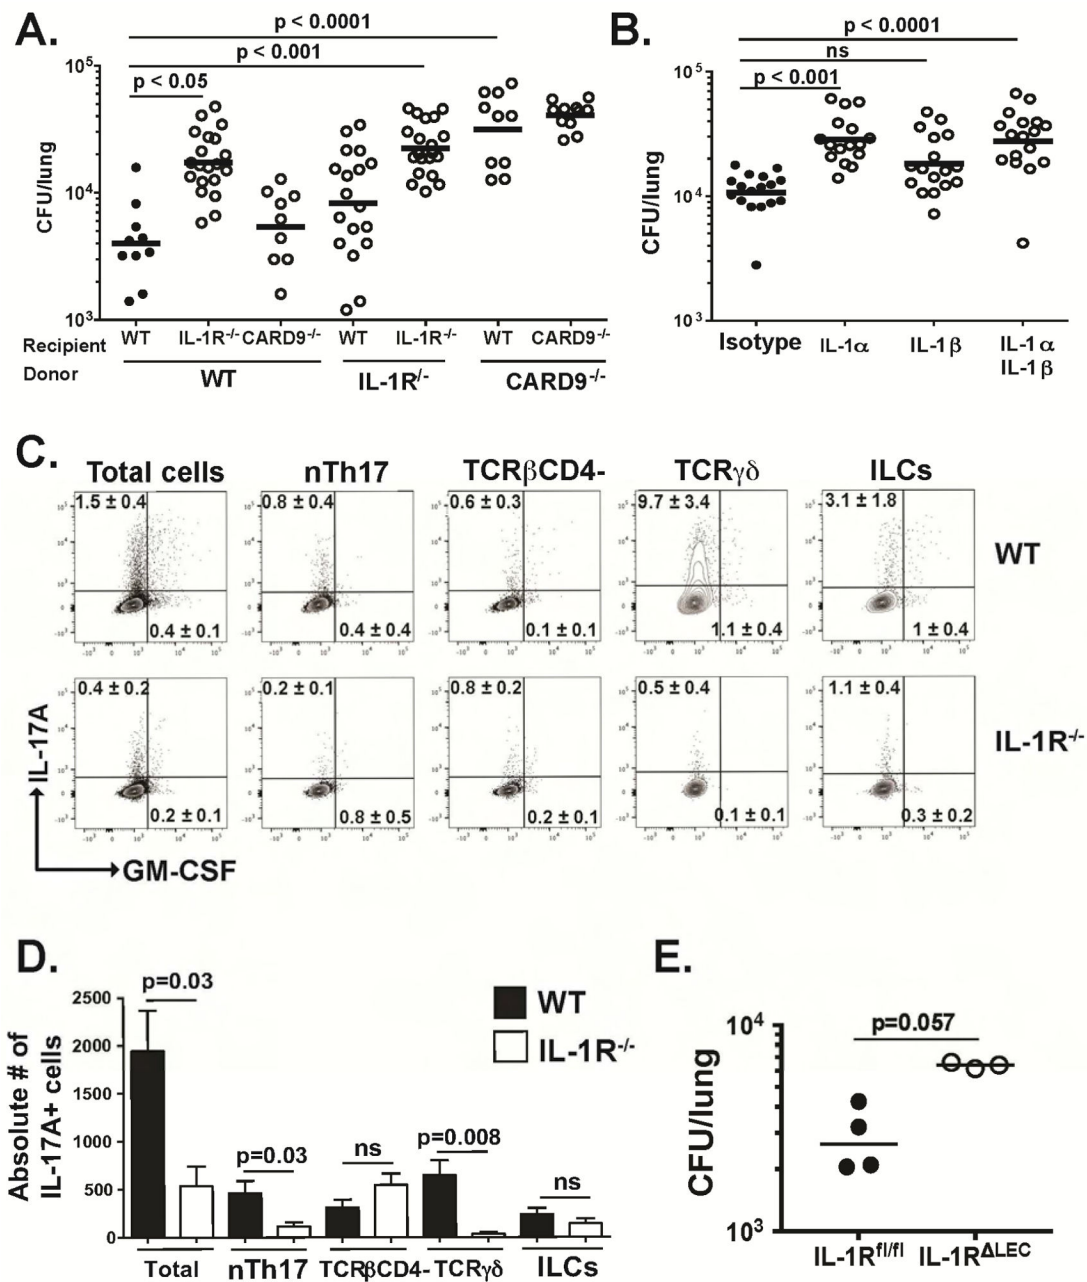 A.
p < 0.0001
p < 0.001
p < 0.05
10⁵
10⁴
10³
CFU/lung
WT IL-1R-/- CARD9-/- WT IL-1R-/- WT CARD9-/-
Recipient
Donor
WT IL-1R/- CARD9-/-
B.
p < 0.0001
ns
p < 0.001
10⁵
10⁴
10³
CFU/lung
Isotype IL-1α IL-1β IL-1α
IL-1β
C.
Total cells nTh17 TCRβCD4- TCRγδ ILCs
1.5 ± 0.4 0.8 ± 0.4 0.6 ± 0.3 9.7 ± 3.4 3.1 ± 1.8
WT
0.4 ± 0.1 0.4 ± 0.4 0.1 ± 0.1 1.1 ± 0.4 1 ± 0.4
0.4 ± 0.2 0.2 ± 0.1 0.8 ± 0.2 0.5 ± 0.4 1.1 ± 0.4
IL-1R-/-
0.2 ± 0.1 0.8 ± 0.5 0.2 ± 0.1 0.1 ± 0.1 0.3 ± 0.2
IL-17A
GM-CSF
D.
p=0.03
2500
2000
1500
1000
500
0
Absolute # of
IL-17A+ cells
WT
IL-1R-/-
p=0.03 ns p=0.008 ns
Total nTh17 TCRβCD4- TCRγδ ILCs
E.
10⁴
10³
p=0.057
CFU/lung
IL-1Rfl/fl IL-1RΔLEC